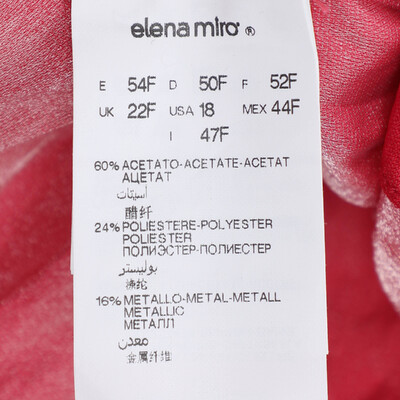 elena miro ®
E 54F D 50F F 52F
UK 22F USA 18 MEX 44F
I 47F
60% ACETATO-ACETATE-ACETAT
АЦЕТАТ
أسيتات
醋纤
24% POLIESTERE-POLYESTER
POLIESTER
ПОЛИЭСТЕР-ПОЛИЕСТЕР
بوليستر
沸纶
16% METALLO-METAL-METALL
METALLIC
МЕТАЛЛ
معدن
金属纤维